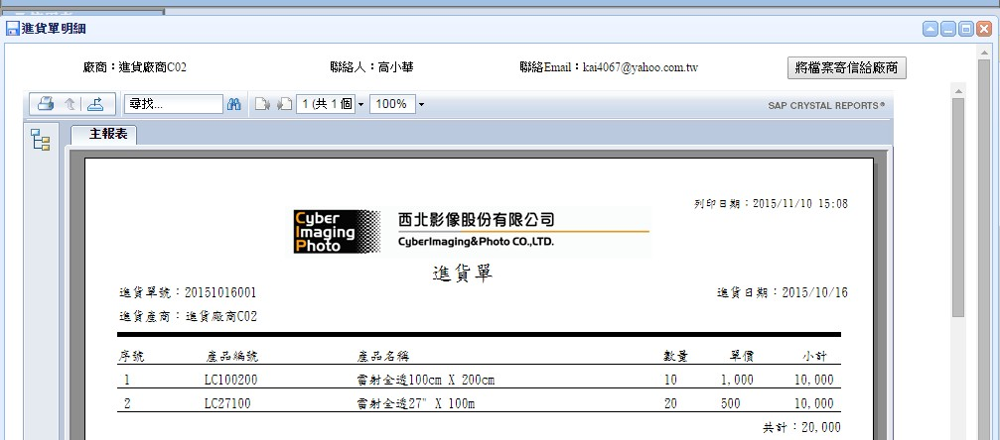 進貨單明細
廠商：進貨廠商C02 聯絡人：高小華 聯絡Email：kai4067@yahoo.com.tw 將檔案寄信給廠商
尋找... 1 (共 1 個 100% SAP CRYSTAL REPORTS®
主報表
列印日期：2015/11/10 15:08
Cyber
Imaging
Photo
西北影像股份有限公司
CyberImaging&Photo CO.,LTD.
進貨單
進貨單號：20151016001 進貨日期：2015/10/16
進貨產商：進貨廠商C02
序號 產品編號 產品名稱 數量 單價 小計
1 LC100200 雷射全透100cm X 200cm 10 1,000 10,000
2 LC27100 雷射全透27" X 100m 20 500 10,000
共計：20,000